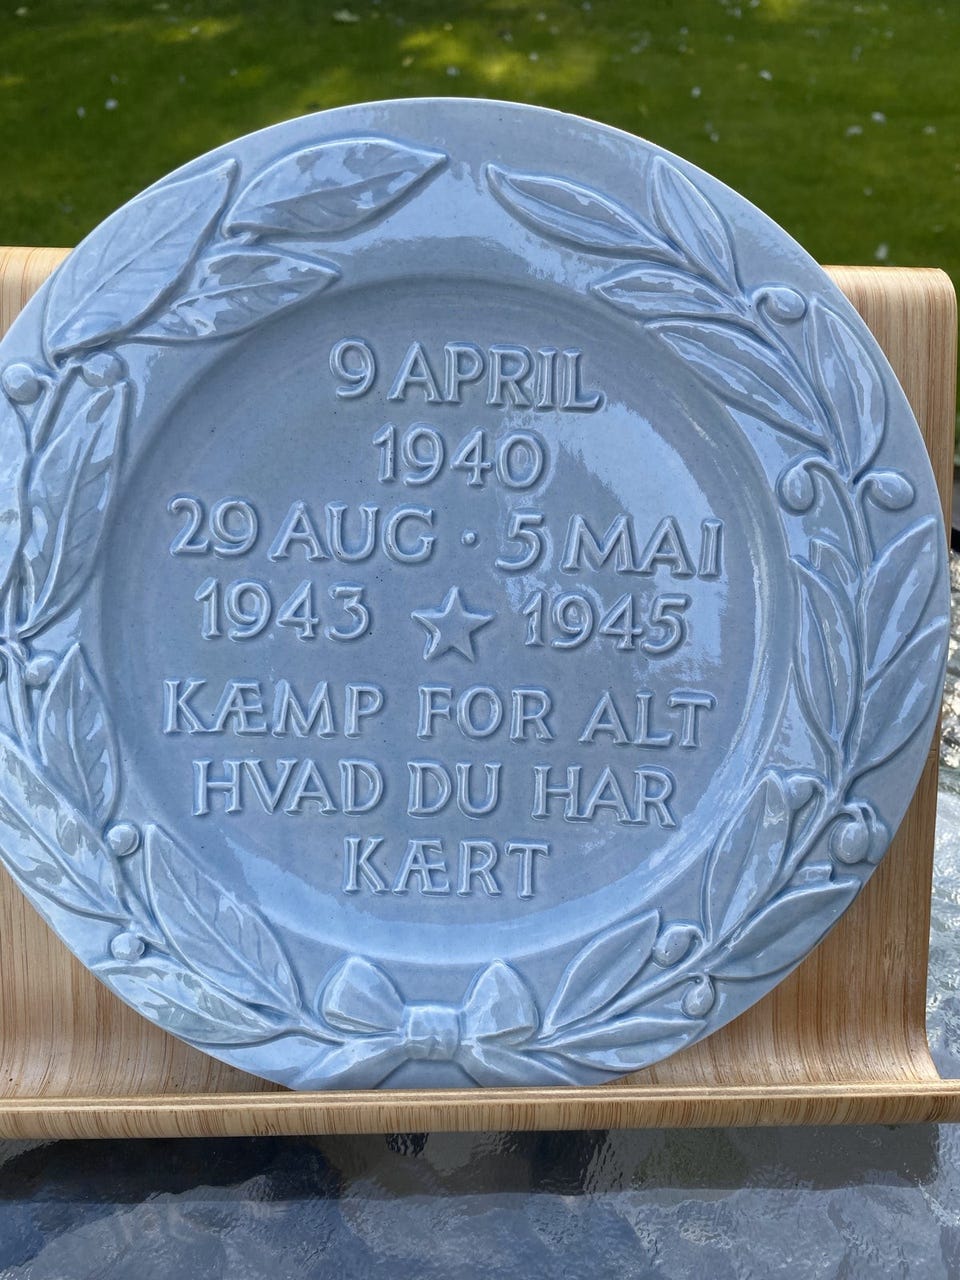 9 APRIL
1940
29 AUG · 5 MAI
1943 ★ 1945
KÆMP FOR ALT
HVAD DU HAR
KÆRT